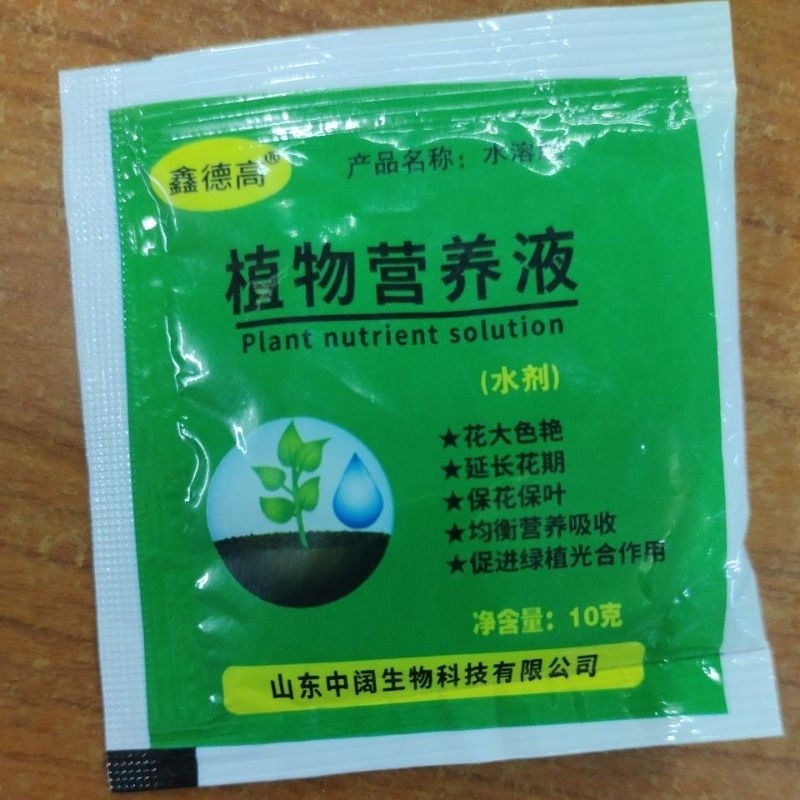 鑫德高®
产品名称：水溶
植物营养液
Plant nutrient solution
(水剂)
★花大色艳
★延长花期
★保花保叶
★均衡营养吸收
★促进绿植光合作用
净含量：10克
山东中阔生物科技有限公司